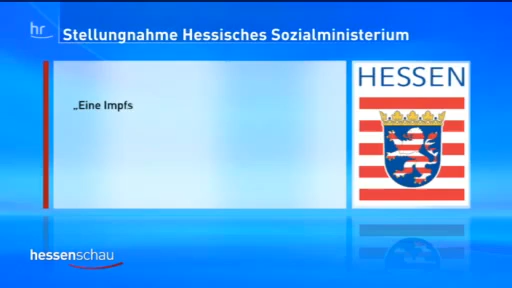 hr
Stellungnahme Hessisches Sozialministerium
HESSEN
„Eine Impfs
hessenschau